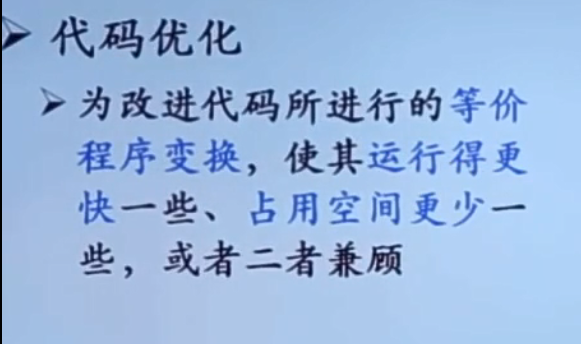 代码优化
为改进代码所进行的等价
程序变换，使其运行得更
快一些、占用空间更少一
些，或者二者兼顾